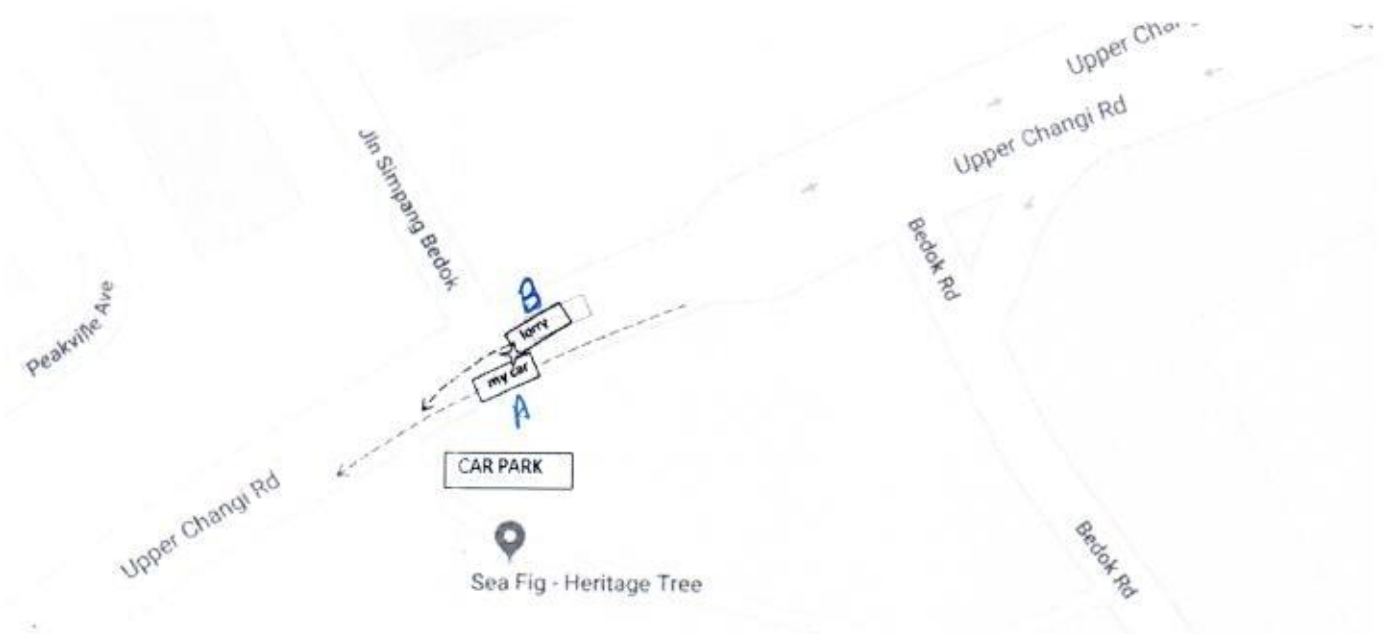 Upper
Upper Changi Rd
Jln Simpang Bedok
Bedok Rd
Peakville Ave
B
lorry
my car
A
CAR PARK
Upper Changi Rd
Sea Fig - Heritage Tree
Bedok Rd